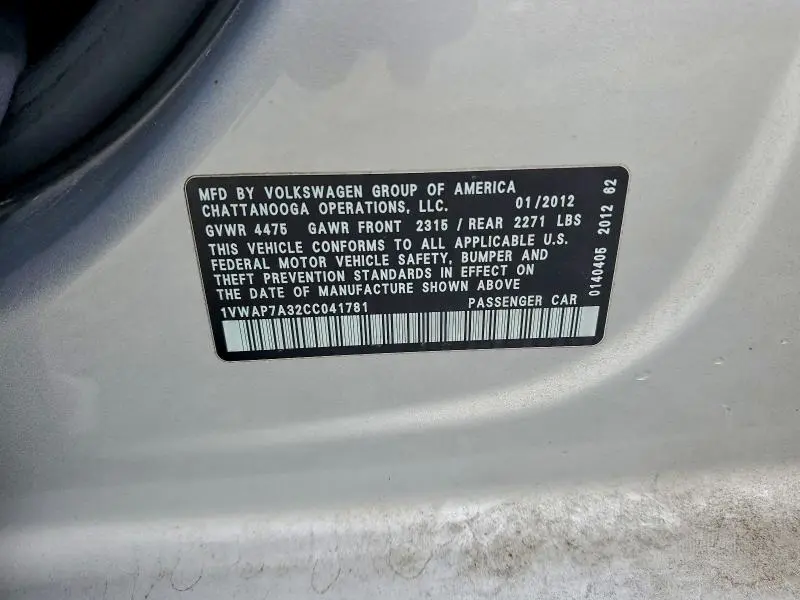 MFD BY VOLKSWAGEN GROUP OF AMERICA
CHATTANOOGA OPERATIONS, LLC. 01/2012
GVWR 4475 GAWR FRONT 2315 / REAR 2271 LBS
THIS VEHICLE CONFORMS TO ALL APPLICABLE U.S.
FEDERAL MOTOR VEHICLE SAFETY, BUMPER AND
THEFT PREVENTION STANDARDS IN EFFECT ON
THE DATE OF MANUFACTURE SHOWN ABOVE
1VWAP7A32CC041781 PASSENGER CAR
0140405 2012 62